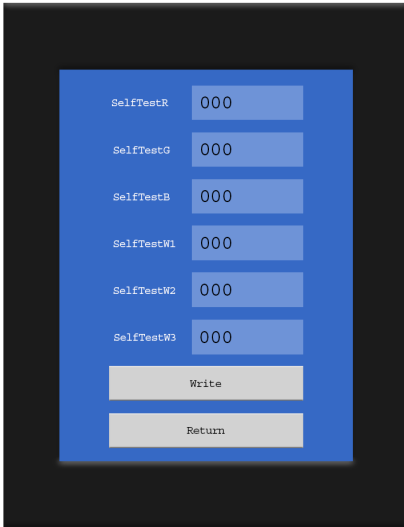 SelfTestR 000
SelfTestG 000
SelfTestB 000
SelfTestW1 000
SelfTestW2 000
SelfTestW3 000
Write
Return